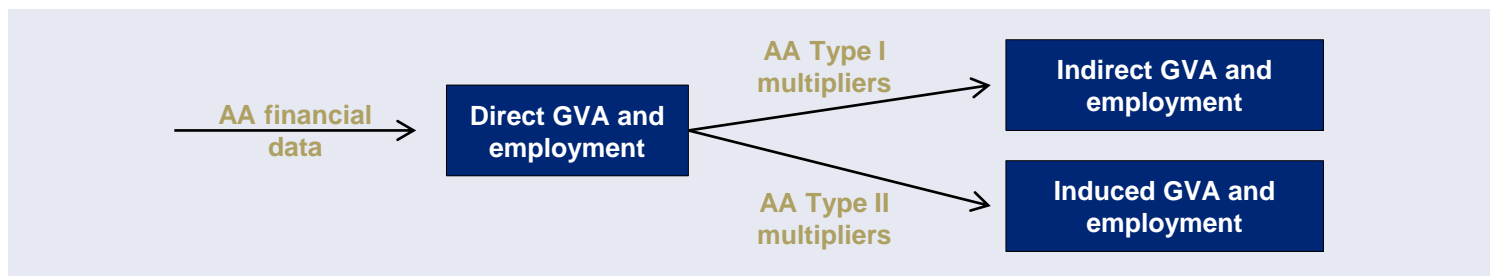 AA financial
data
Direct GVA and
employment
AA Type I
multipliers
Indirect GVA and
employment
AA Type II
multipliers
Induced GVA and
employment